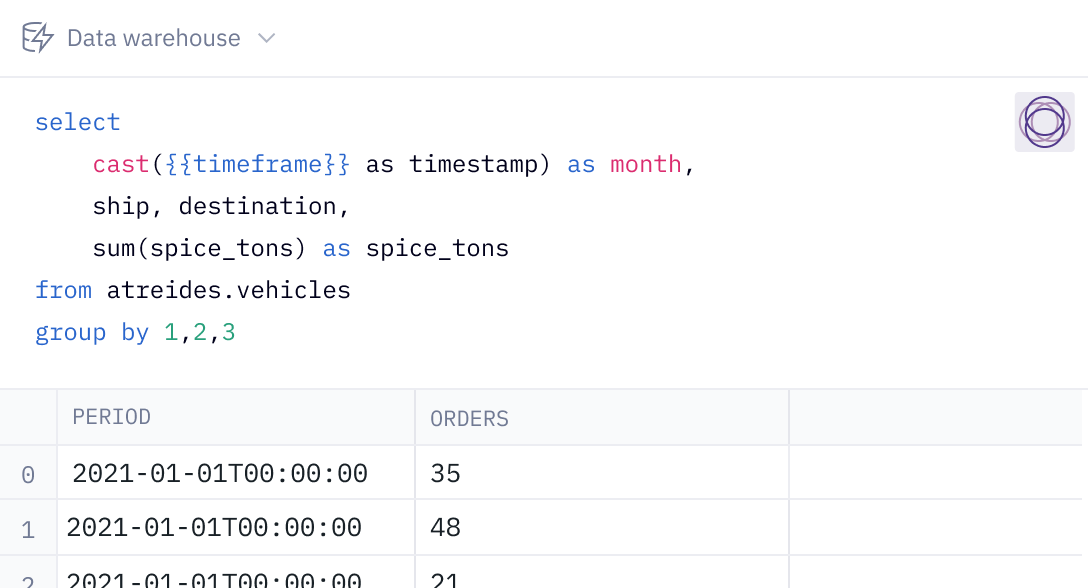 Data warehouse
select
cast({{timeframe}} as timestamp) as month,
ship, destination,
sum(spice_tons) as spice_tons
from atreides.vehicles
group by 1,2,3
PERIOD ORDERS
0 2021-01-01T00:00:00 35
1 2021-01-01T00:00:00 48
2 2021-01-01T00:00:00 21